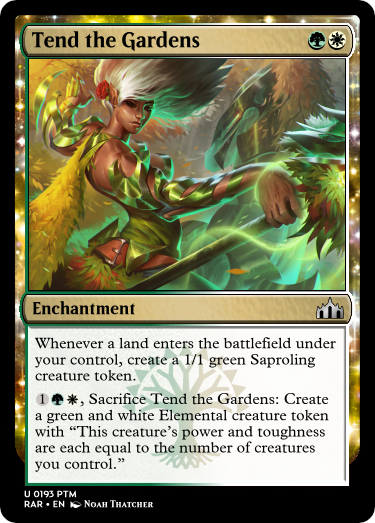 Tend the Gardens
Enchantment
Whenever a land enters the battlefield under
your control, create a 1/1 green Saproling
creature token.
1, Sacrifice Tend the Gardens: Create
a green and white Elemental creature token
with “This creature's power and toughness
are each equal to the number of creatures
you control.”
U 0193 PTM
RAR • EN Noah Thatcher